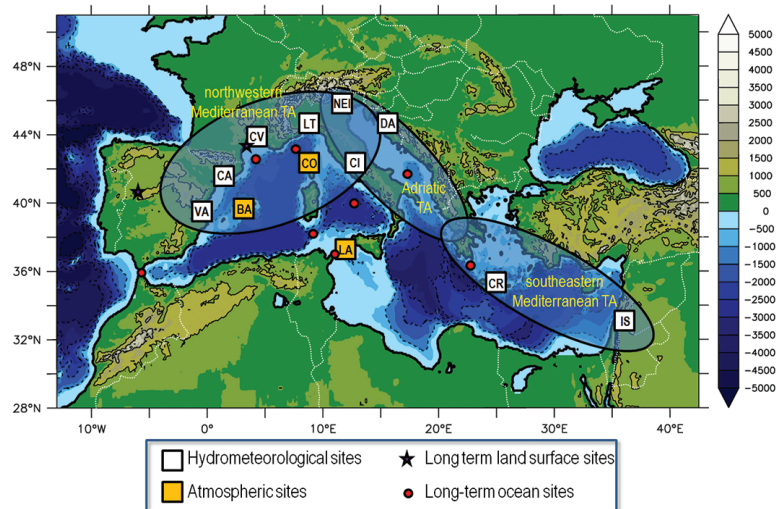 5000
4500
4000
3500
3000
2500
2000
1500
1000
500
0
−500
−1000
−1500
−2000
−2500
−3000
−3500
−4000
−4500
−5000
48°N
44°N
40°N
36°N
32°N
28°N
northwestern
Mediterranean TA
NEI
CV
LT
DA
CA
CO
CI
VA
BA
Adriatic
TA
LA
CR
southeastern
Mediterranean TA
IS
10°W
0°
10°E
20°E
30°E
40°E
Hydrometeorological sites
Long term land surface sites
Atmospheric sites
Long-term ocean sites